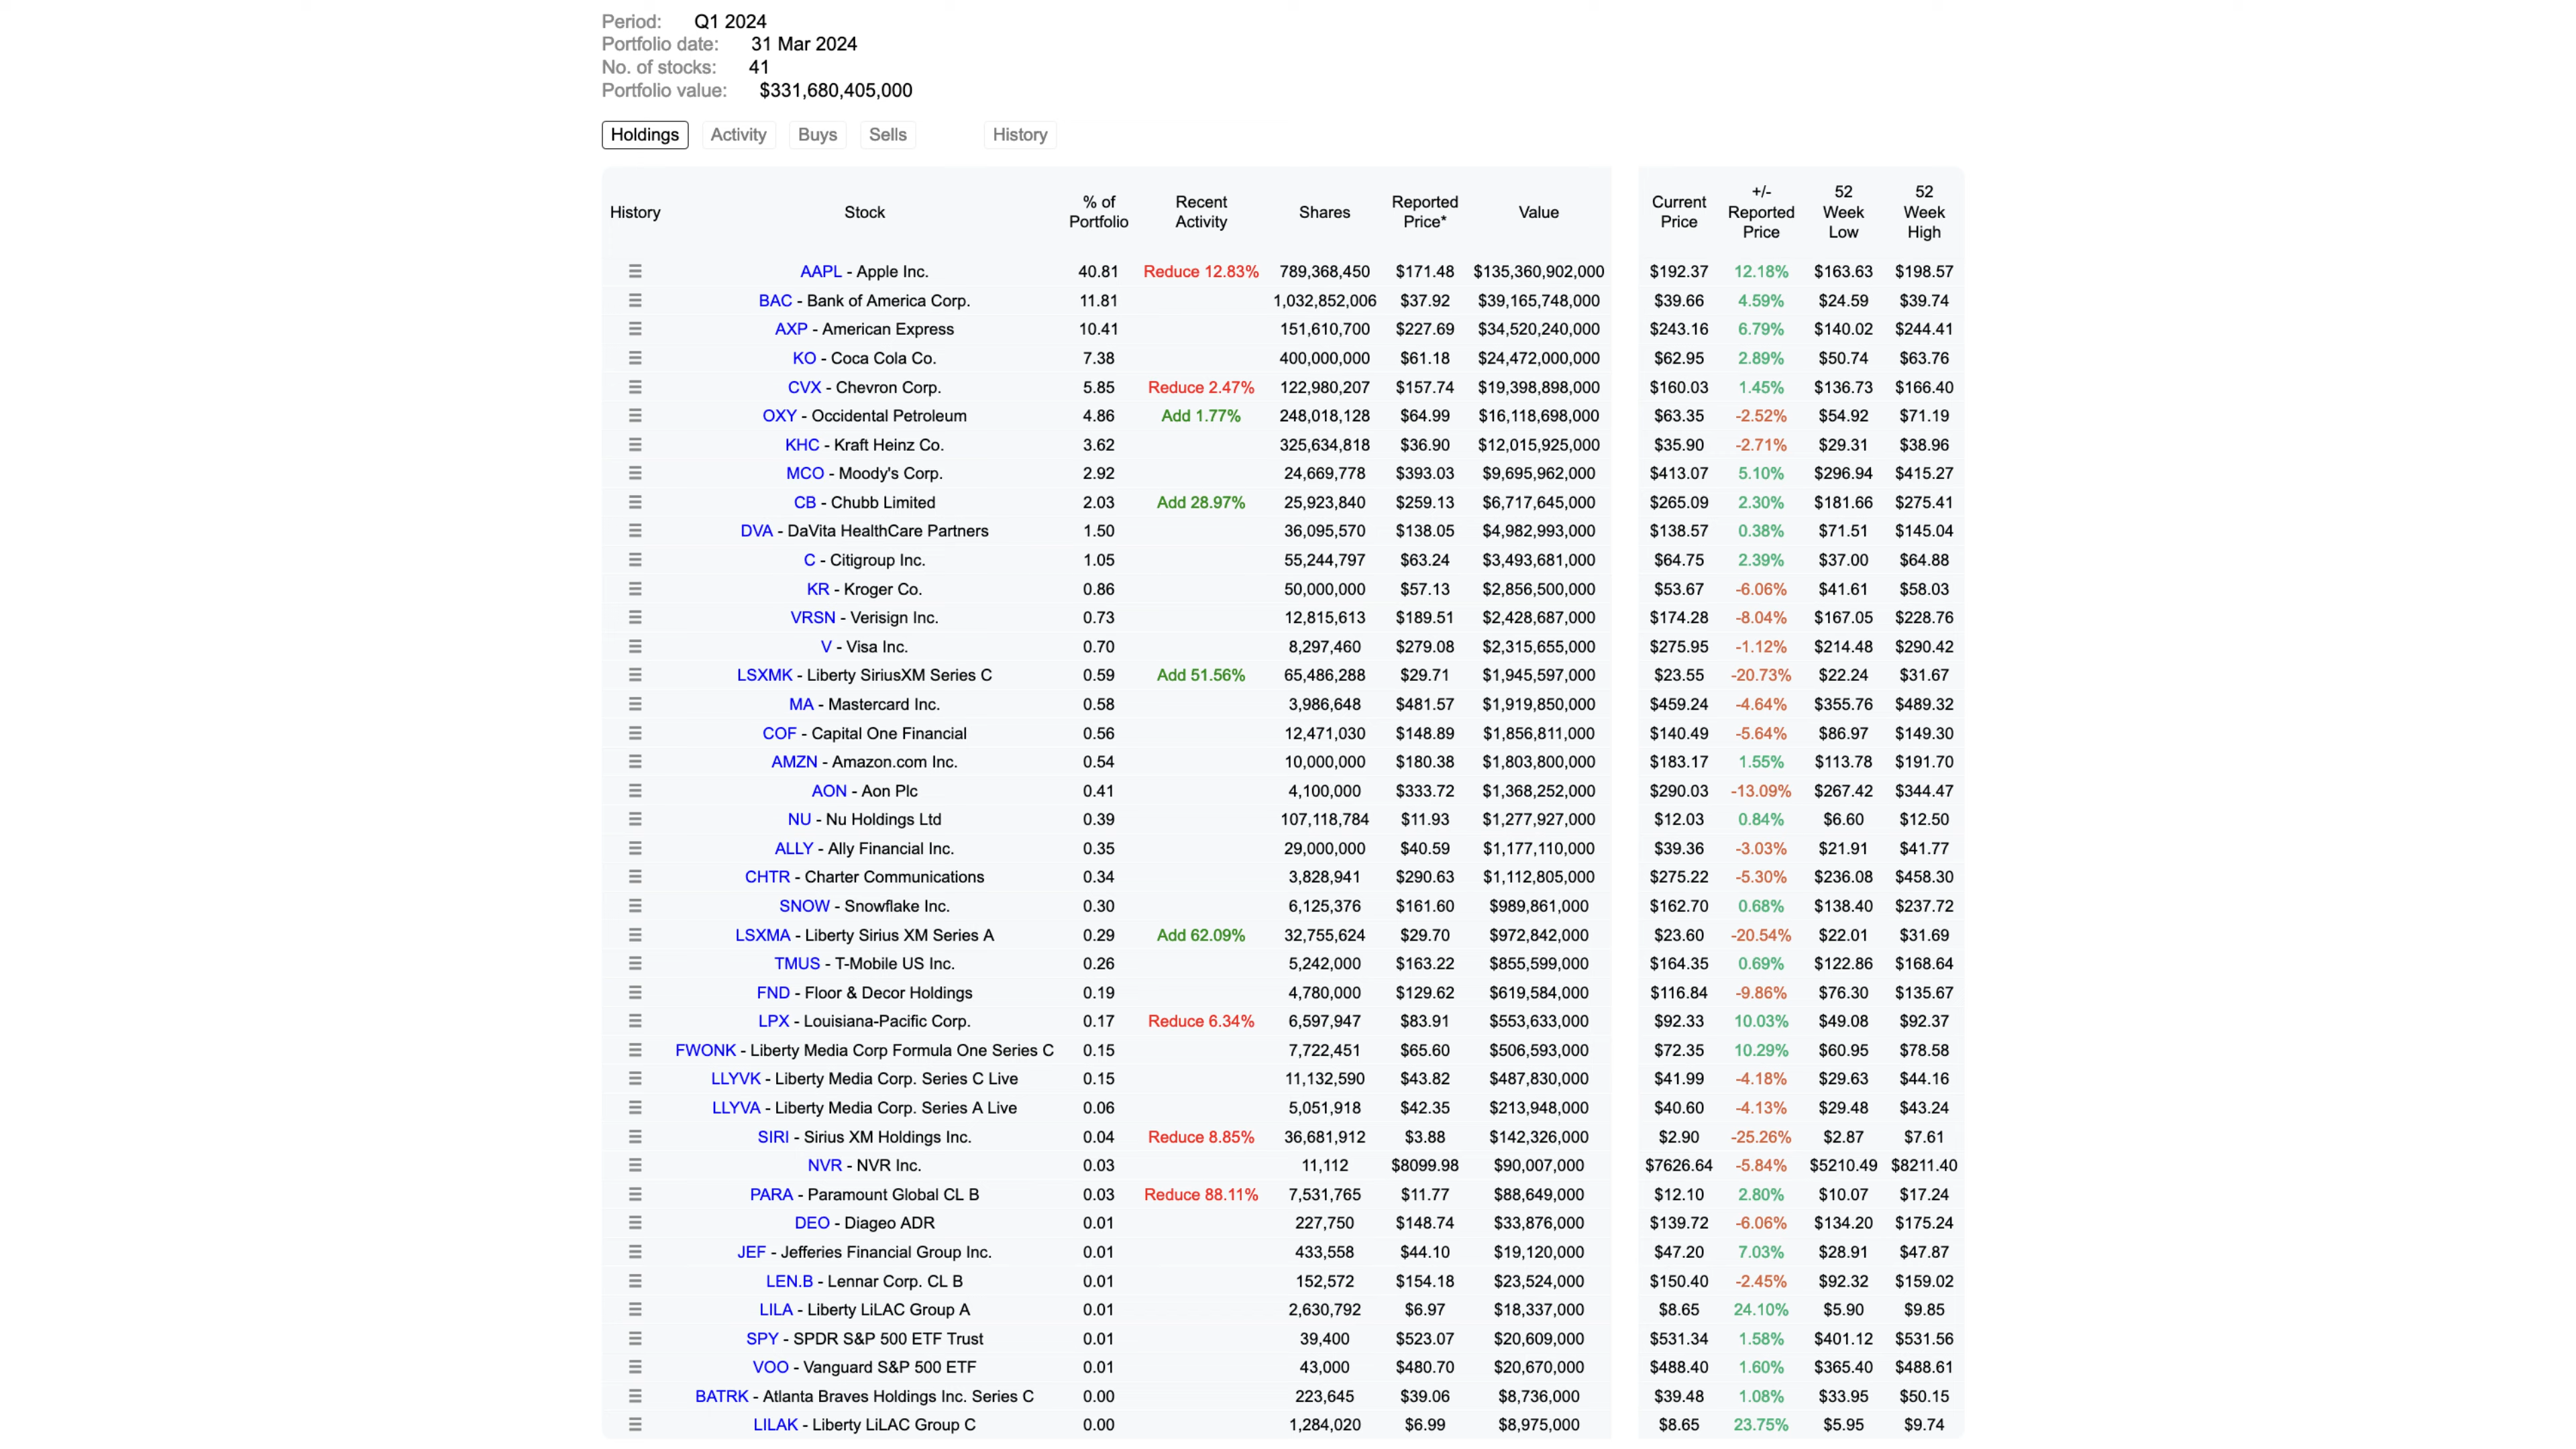 Period: Q1 2024
Portfolio date: 31 Mar 2024
No. of stocks: 41
Portfolio value: $331,680,405,000
Holdings Activity Buys Sells History
History Stock % of Portfolio Recent Activity Shares Reported Price* Value Current Price +/- Reported Price 52 Week Low 52 Week High
≡ AAPL - Apple Inc. 40.81 Reduce 12.83% 789,368,450 $171.48 $135,360,902,000 $192.37 12.18% $163.63 $198.57
≡ BAC - Bank of America Corp. 11.81 1,032,852,006 $37.92 $39,165,748,000 $39.66 4.59% $24.59 $39.74
≡ AXP - American Express 10.41 151,610,700 $227.69 $34,520,240,000 $243.16 6.79% $140.02 $244.41
≡ KO - Coca Cola Co. 7.38 400,000,000 $61.18 $24,472,000,000 $62.95 2.89% $50.74 $63.76
≡ CVX - Chevron Corp. 5.85 Reduce 2.47% 122,980,207 $157.74 $19,398,898,000 $160.03 1.45% $136.73 $166.40
≡ OXY - Occidental Petroleum 4.86 Add 1.77% 248,018,128 $64.99 $16,118,698,000 $63.35 -2.52% $54.92 $71.19
≡ KHC - Kraft Heinz Co. 3.62 325,634,818 $36.90 $12,015,925,000 $35.90 -2.71% $29.31 $38.96
≡ MCO - Moody's Corp. 2.92 24,669,778 $393.03 $9,695,962,000 $413.07 5.10% $296.94 $415.27
≡ CB - Chubb Limited 2.03 Add 28.97% 25,923,840 $259.13 $6,717,645,000 $265.09 2.30% $181.66 $275.41
≡ DVA - DaVita HealthCare Partners 1.50 36,095,570 $138.05 $4,982,993,000 $138.57 0.38% $71.51 $145.04
≡ C - Citigroup Inc. 1.05 55,244,797 $63.24 $3,493,681,000 $64.75 2.39% $37.00 $64.88
≡ KR - Kroger Co. 0.86 50,000,000 $57.13 $2,856,500,000 $53.67 -6.06% $41.61 $58.03
≡ VRSN - Verisign Inc. 0.73 12,815,613 $189.51 $2,428,687,000 $174.28 -8.04% $167.05 $228.76
≡ V - Visa Inc. 0.70 8,297,460 $279.08 $2,315,655,000 $275.95 -1.12% $214.48 $290.42
≡ LSXMK - Liberty SiriusXM Series C 0.59 Add 51.56% 65,486,288 $29.71 $1,945,597,000 $23.55 -20.73% $22.24 $31.67
≡ MA - Mastercard Inc. 0.58 3,986,648 $481.57 $1,919,850,000 $459.24 -4.64% $355.76 $489.32
≡ COF - Capital One Financial 0.56 12,471,030 $148.89 $1,856,811,000 $140.49 -5.64% $86.97 $149.30
≡ AMZN - Amazon.com Inc. 0.54 10,000,000 $180.38 $1,803,800,000 $183.17 1.55% $113.78 $191.70
≡ AON - Aon Plc 0.41 4,100,000 $333.72 $1,368,252,000 $290.03 -13.09% $267.42 $344.47
≡ NU - Nu Holdings Ltd 0.39 107,118,784 $11.93 $1,277,927,000 $12.03 0.84% $6.60 $12.50
≡ ALLY - Ally Financial Inc. 0.35 29,000,000 $40.59 $1,177,110,000 $39.36 -3.03% $21.91 $41.77
≡ CHTR - Charter Communications 0.34 3,828,941 $290.63 $1,112,805,000 $275.22 -5.30% $236.08 $458.30
≡ SNOW - Snowflake Inc. 0.30 6,125,376 $161.60 $989,861,000 $162.70 0.68% $138.40 $237.72
≡ LSXMA - Liberty Sirius XM Series A 0.29 Add 62.09% 32,755,624 $29.70 $972,842,000 $23.60 -20.54% $22.01 $31.69
≡ TMUS - T-Mobile US Inc. 0.26 5,242,000 $163.22 $855,599,000 $164.35 0.69% $122.86 $168.64
≡ FND - Floor & Decor Holdings 0.19 4,780,000 $129.62 $619,584,000 $116.84 -9.86% $76.30 $135.67
≡ LPX - Louisiana-Pacific Corp. 0.17 Reduce 6.34% 6,597,947 $83.91 $553,633,000 $92.33 10.03% $49.08 $92.37
≡ FWONK - Liberty Media Corp Formula One Series C 0.15 7,722,451 $65.60 $506,593,000 $72.35 10.29% $60.95 $78.58
≡ LLYVK - Liberty Media Corp. Series C Live 0.15 11,132,590 $43.82 $487,830,000 $41.99 -4.18% $29.63 $44.16
≡ LLYVA - Liberty Media Corp. Series A Live 0.06 5,051,918 $42.35 $213,948,000 $40.60 -4.13% $29.48 $43.24
≡ SIRI - Sirius XM Holdings Inc. 0.04 Reduce 8.85% 36,681,912 $3.88 $142,326,000 $2.90 -25.26% $2.87 $7.61
≡ NVR - NVR Inc. 0.03 11,112 $8099.98 $90,007,000 $7626.64 -5.84% $5210.49 $8211.40
≡ PARA - Paramount Global CL B 0.03 Reduce 88.11% 7,531,765 $11.77 $88,649,000 $12.10 2.80% $10.07 $17.24
≡ DEO - Diageo ADR 0.01 227,750 $148.74 $33,876,000 $139.72 -6.06% $134.20 $175.24
≡ JEF - Jefferies Financial Group Inc. 0.01 433,558 $44.10 $19,120,000 $47.20 7.03% $28.91 $47.87
≡ LEN.B - Lennar Corp. CL B 0.01 152,572 $154.18 $23,524,000 $150.40 -2.45% $92.32 $159.02
≡ LILA - Liberty LiLAC Group A 0.01 2,630,792 $6.97 $18,337,000 $8.65 24.10% $5.90 $9.85
≡ SPY - SPDR S&P 500 ETF Trust 0.01 39,400 $523.07 $20,609,000 $531.34 1.58% $401.12 $531.56
≡ VOO - Vanguard S&P 500 ETF 0.01 43,000 $480.70 $20,670,000 $488.40 1.60% $365.40 $488.61
≡ BATRK - Atlanta Braves Holdings Inc. Series C 0.00 223,645 $39.06 $8,736,000 $39.48 1.08% $33.95 $50.15
≡ LILAK - Liberty LiLAC Group C 0.00 1,284,020 $6.99 $8,975,000 $8.65 23.75% $5.95 $9.74